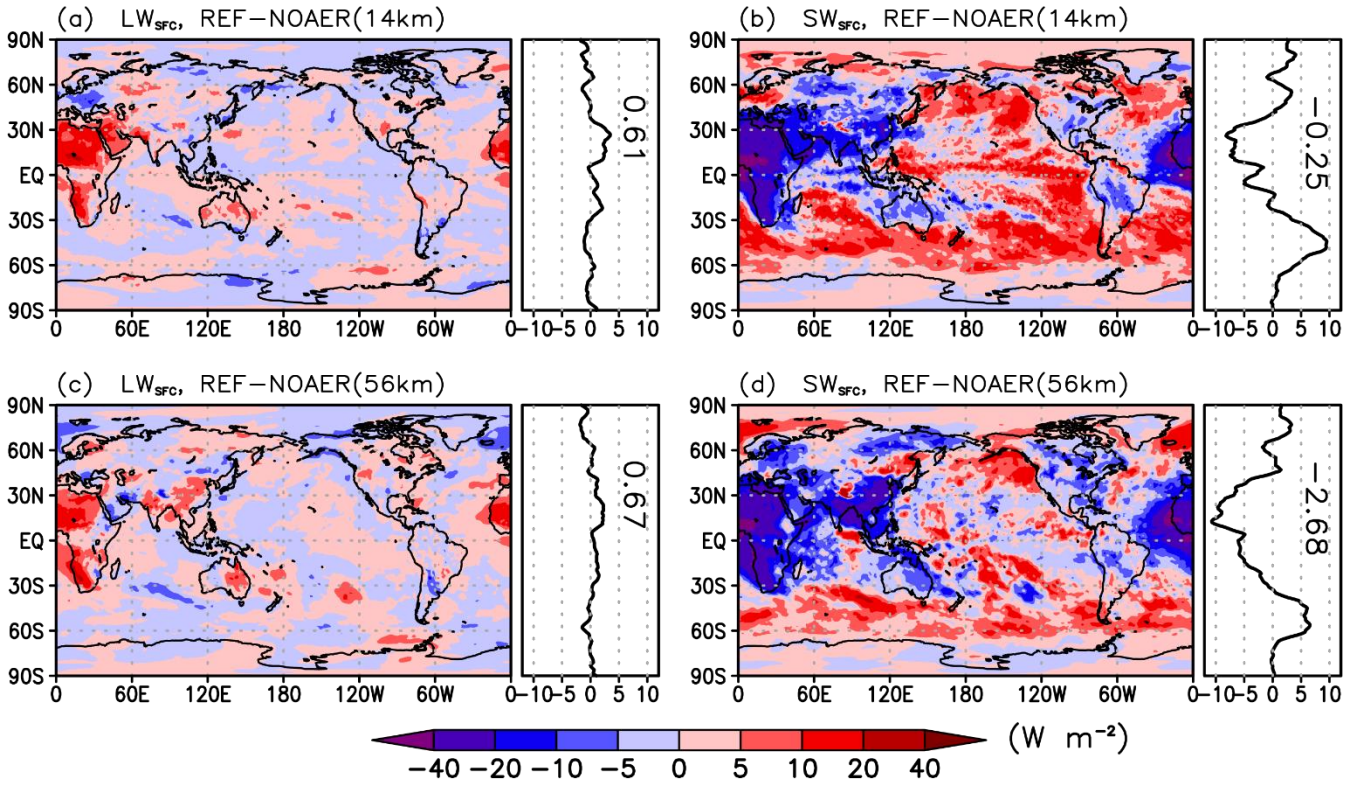 (a) LW_SFC, REF−NOAER(14km)
90N
60N
30N
EQ
30S
60S
90S
0 60E 120E 180 120W 60W 0
0.61
−10−5 0 5 10
(b) SW_SFC, REF−NOAER(14km)
90N
60N
30N
EQ
30S
60S
90S
0 60E 120E 180 120W 60W 0
−0.25
−10−5 0 5 10
(c) LW_SFC, REF−NOAER(56km)
90N
60N
30N
EQ
30S
60S
90S
0 60E 120E 180 120W 60W 0
0.67
−10−5 0 5 10
(d) SW_SFC, REF−NOAER(56km)
90N
60N
30N
EQ
30S
60S
90S
0 60E 120E 180 120W 60W 0
−2.68
−10−5 0 5 10
−40 −20 −10 −5 0 5 10 20 40
(W m⁻²)